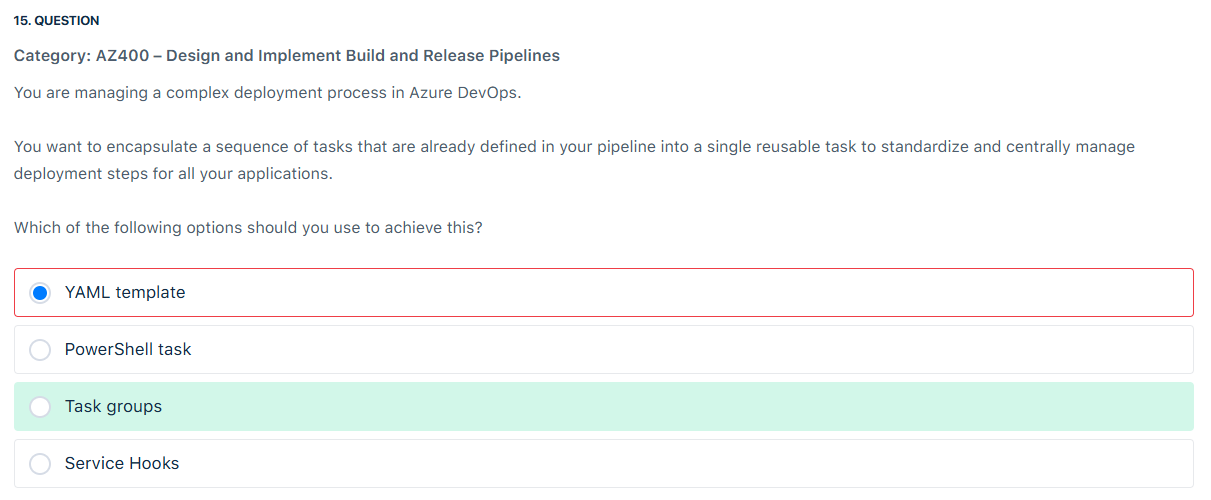 15. QUESTION
Category: AZ400 – Design and Implement Build and Release Pipelines
You are managing a complex deployment process in Azure DevOps.
You want to encapsulate a sequence of tasks that are already defined in your pipeline into a single reusable task to standardize and centrally manage
deployment steps for all your applications.
Which of the following options should you use to achieve this?
YAML template
PowerShell task
Task groups
Service Hooks